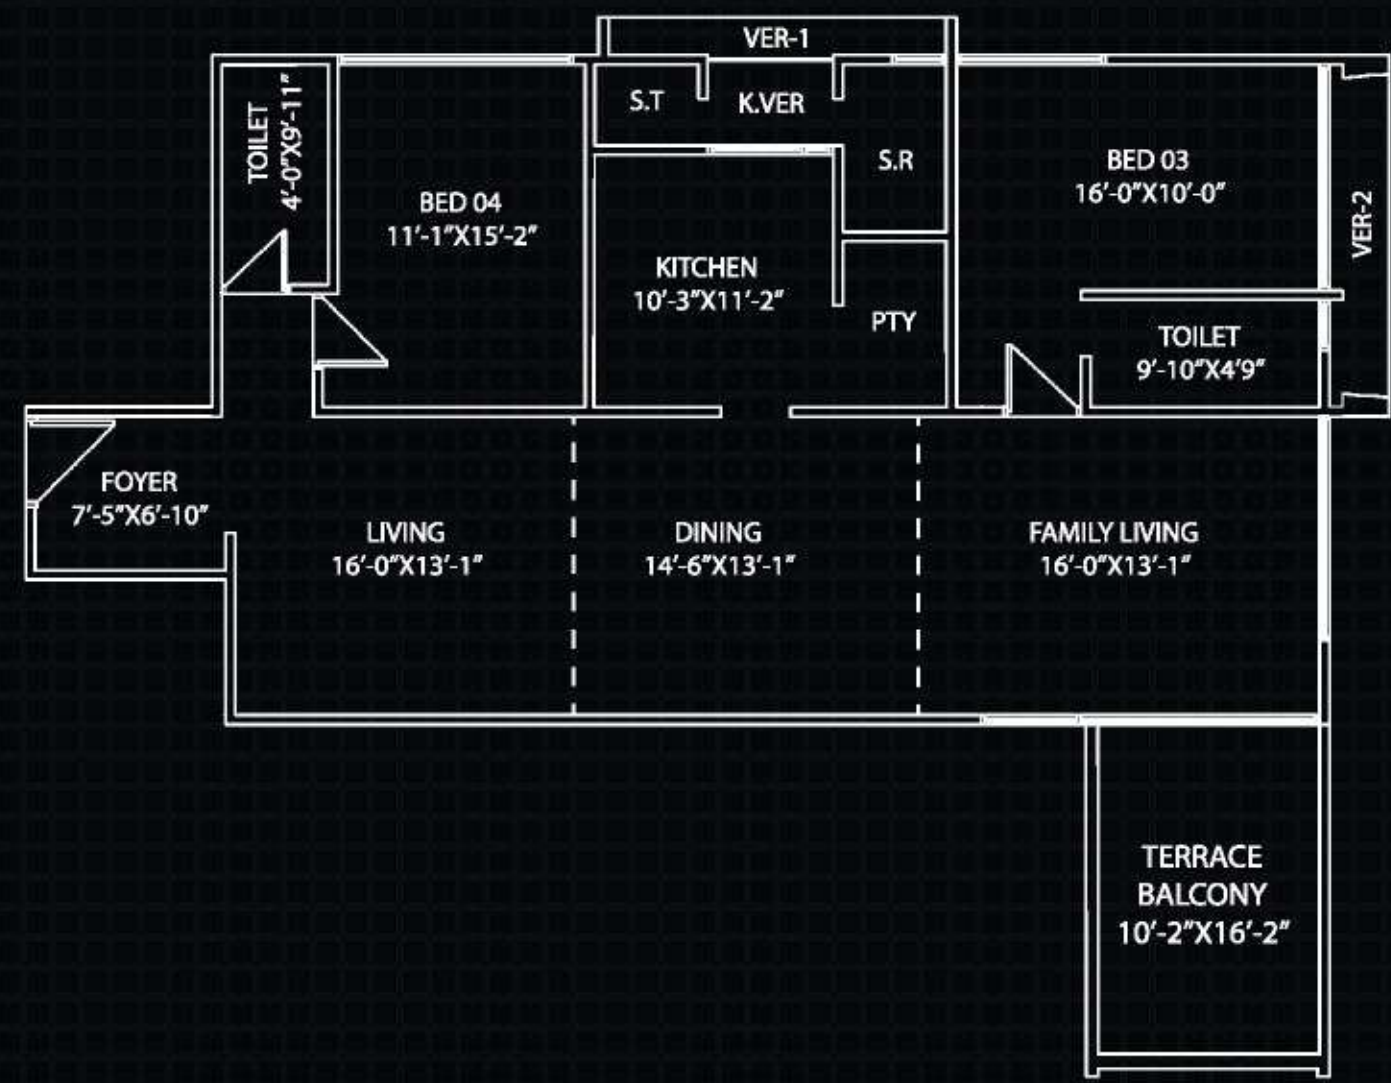 VER-1
TOILET
4'-0"X9'-11"
S.T
K.VER
S.R
BED 03
16'-0"X10'-0"
VER-2
BED 04
11'-1"X15'-2"
KITCHEN
10'-3"X11'-2"
PTY
TOILET
9'-10"X4'9"
FOYER
7'-5"X6'-10"
LIVING
16'-0"X13'-1"
DINING
14'-6"X13'-1"
FAMILY LIVING
16'-0"X13'-1"
TERRACE
BALCONY
10'-2"X16'-2"